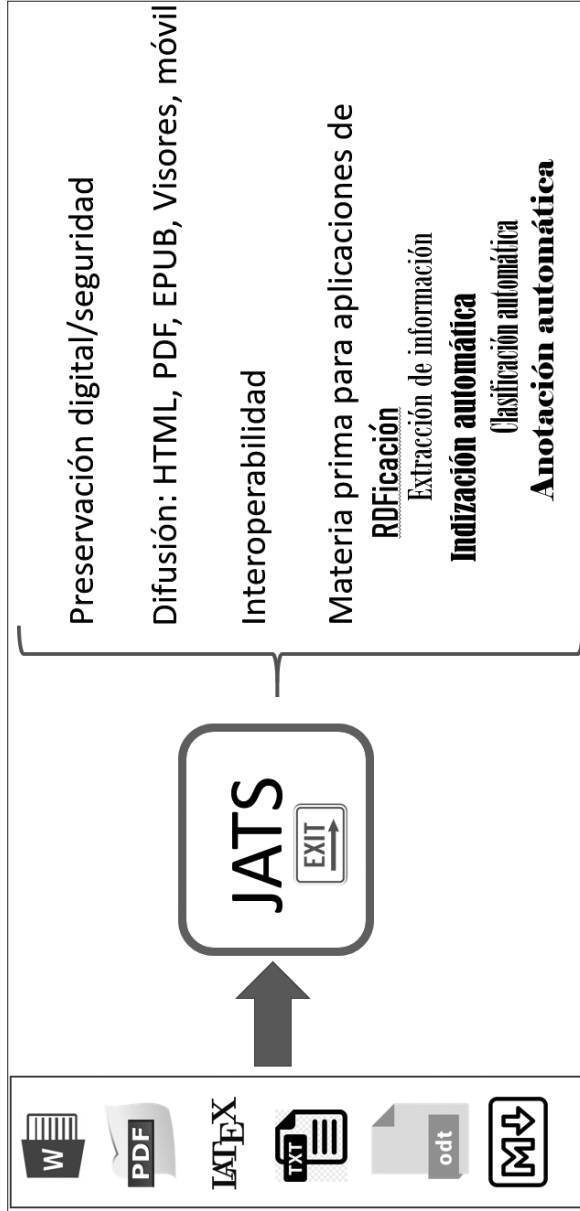 W
PDF
LATEX
TXT
odt
M
JATS
EXIT
Preservación digital/seguridad
Difusión: HTML, PDF, EPUB, Visores, móvil
Interoperabilidad
Materia prima para aplicaciones de
RDFicación
Extracción de información
Indización automática
Clasificación automática
Anotación automática